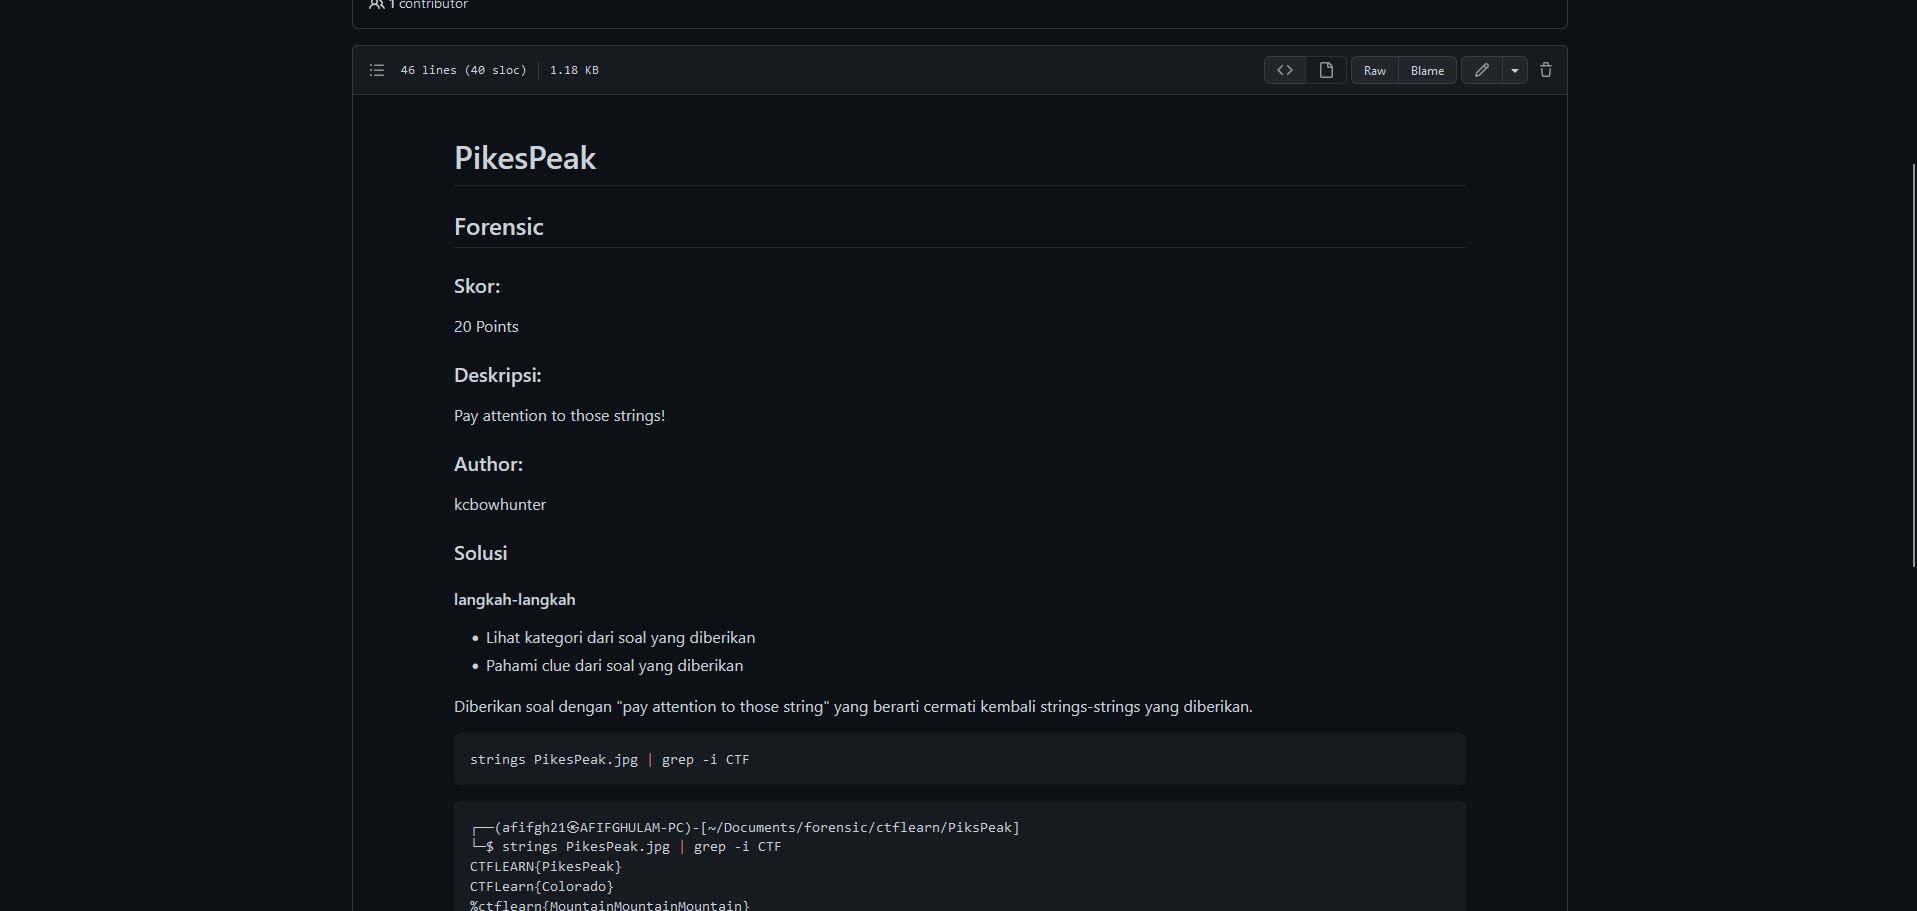 1 contributor
46 lines (40 sloc) 1.18 KB Raw Blame
PikesPeak
Forensic
Skor:
20 Points
Deskripsi:
Pay attention to those strings!
Author:
kcbowhunter
Solusi
langkah-langkah
• Lihat kategori dari soal yang diberikan
• Pahami clue dari soal yang diberikan
Diberikan soal dengan "pay attention to those string" yang berarti cermati kembali strings-strings yang diberikan.
strings PikesPeak.jpg | grep -i CTF
┌──(afifgh21㉿AFIFGHULAM-PC)-[~/Documents/forensic/ctflearn/PiksPeak]
└─$ strings PikesPeak.jpg | grep -i CTF
CTFLEARN{PikesPeak}
CTFLearn{Colorado}
%ctflearn{MountainMountainMountain}